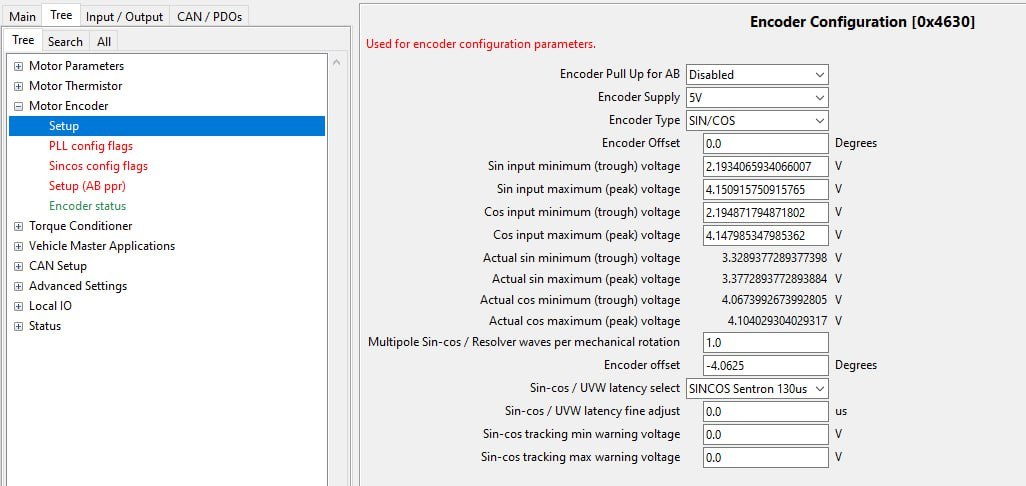 Main Tree Input / Output CAN / PDOs
Tree Search All
Motor Parameters
Motor Thermistor
Motor Encoder
Setup
PLL config flags
Sincos config flags
Setup (AB ppr)
Encoder status
Torque Conditioner
Vehicle Master Applications
CAN Setup
Advanced Settings
Local IO
Status
Encoder Configuration [0x4630]
Used for encoder configuration parameters.
Encoder Pull Up for AB Disabled
Encoder Supply 5V
Encoder Type SIN/COS
Encoder Offset 0.0 Degrees
Sin input minimum (trough) voltage 2.1934065934066007 V
Sin input maximum (peak) voltage 4.150915750915765 V
Cos input minimum (trough) voltage 2.194871794871802 V
Cos input maximum (peak) voltage 4.147985347985362 V
Actual sin minimum (trough) voltage 3.3289377289377398 V
Actual sin maximum (peak) voltage 3.3772893772893884 V
Actual cos minimum (trough) voltage 4.0673992673992805 V
Actual cos maximum (peak) voltage 4.104029304029317 V
Multipole Sin-cos / Resolver waves per mechanical rotation 1.0
Encoder offset -4.0625 Degrees
Sin-cos / UVW latency select SINCOS Sentron 130us
Sin-cos / UVW latency fine adjust 0.0 us
Sin-cos tracking min warning voltage 0.0 V
Sin-cos tracking max warning voltage 0.0 V